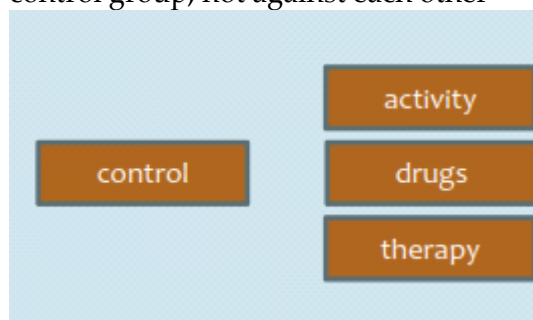 control group, not against each other
activity
control
drugs
therapy